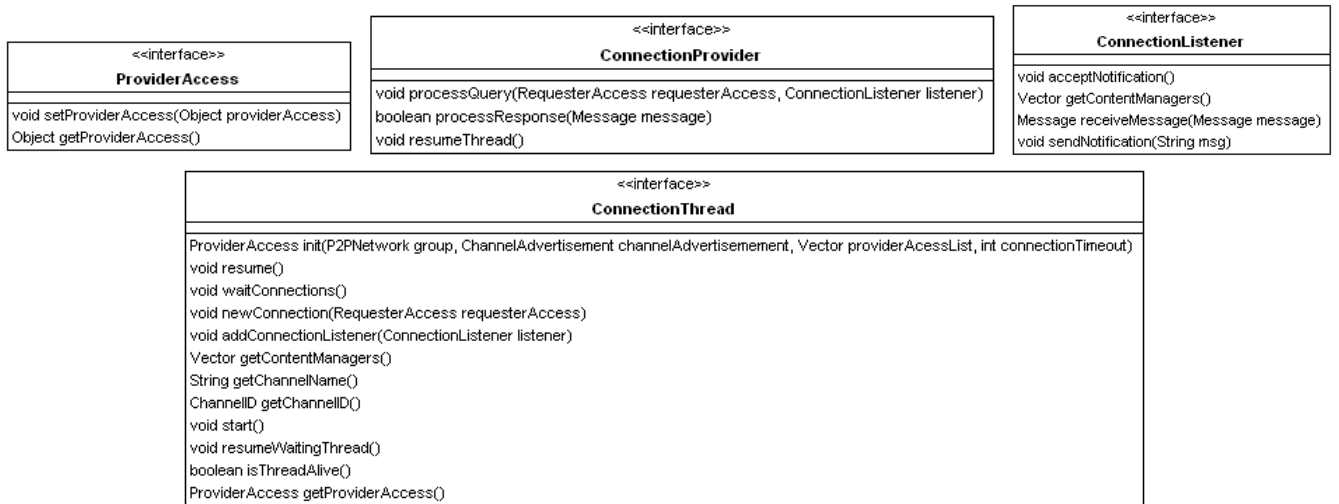 <<interface>>
ProviderAccess
void setProviderAccess(Object providerAccess)
Object getProviderAccess()
<<interface>>
ConnectionProvider
void processQuery(RequesterAccess requesterAccess, ConnectionListener listener)
boolean processResponse(Message message)
void resumeThread()
<<interface>>
ConnectionListener
void acceptNotification()
Vector getContentManagers()
Message receiveMessage(Message message)
void sendNotification(String msg)
<<interface>>
ConnectionThread
ProviderAccess init(P2PNetwork group, ChannelAdvertisement channelAdvertisemement, Vector providerAcessList, int connectionTimeout)
void resume()
void waitConnections()
void newConnection(RequesterAccess requesterAccess)
void addConnectionListener(ConnectionListener listener)
Vector getContentManagers()
String getChannelName()
ChannelID getChannelID()
void start()
void resumeWaitingThread()
boolean isThreadAlive()
ProviderAccess getProviderAccess()